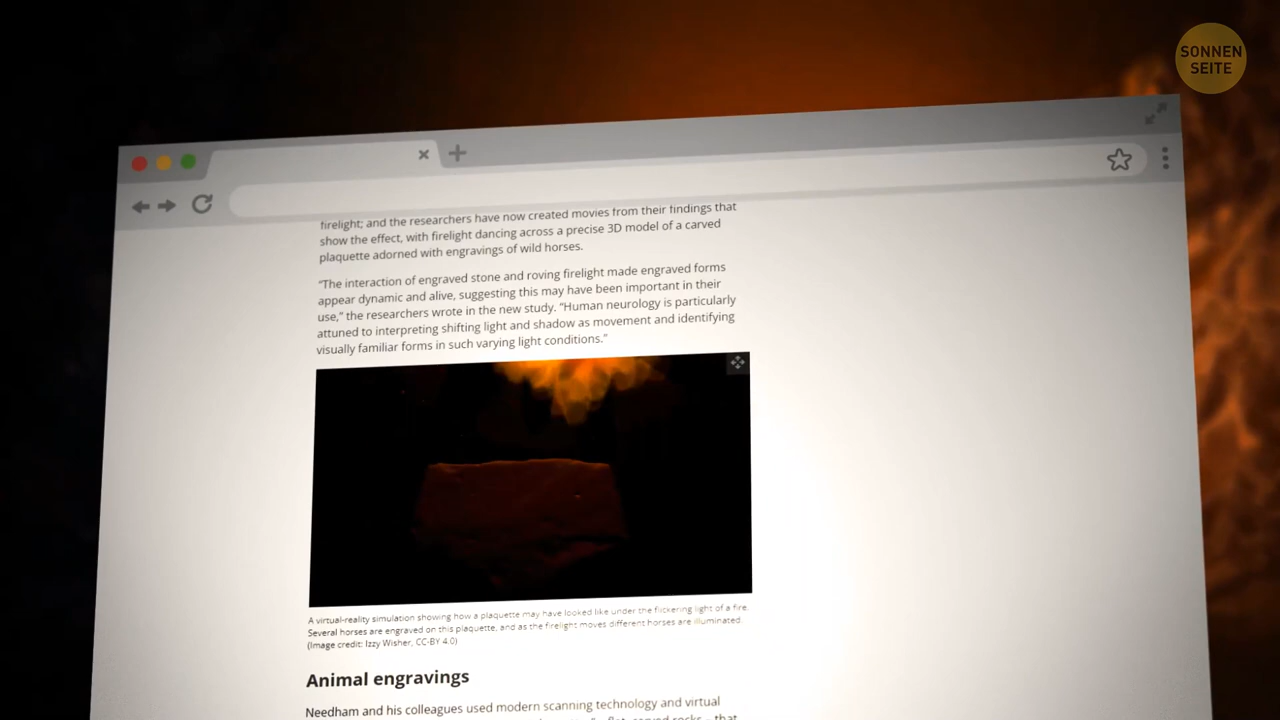 SONNEN
SEITE
firelight; and the researchers have now created movies from their findings that
show the effect, with firelight dancing across a precise 3D model of a carved
plaquette adorned with engravings of wild horses.
“The interaction of engraved stone and roving firelight made engraved forms
appear dynamic and alive, suggesting this may have been important in their
use,” the researchers wrote in the new study. “Human neurology is particularly
attuned to interpreting shifting light and shadow as movement and identifying
visually familiar forms in such varying light conditions.”
A virtual-reality simulation showing how a plaquette may have looked like under the flickering light of a fire.
Several horses are engraved on this plaquette, and as the firelight moves different horses are illuminated.
(Image credit: Izzy Wisher, CC-BY 4.0)
Animal engravings
Needham and his colleagues used modern scanning technology and virtual
flat, carved rocks – that